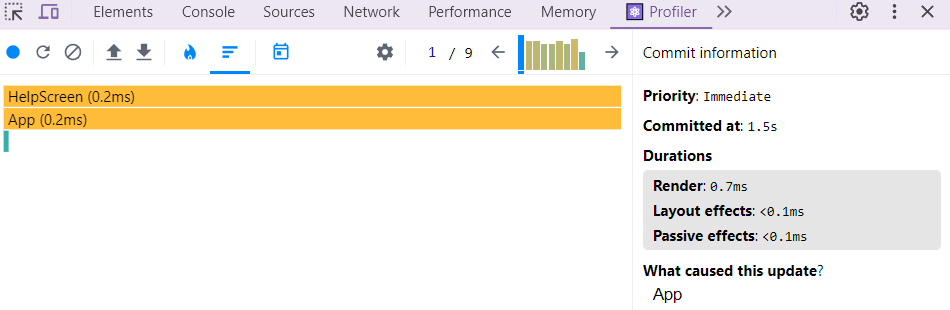 Elements Console Sources Network Performance Memory Profiler
1 / 9
Commit information
HelpScreen (0.2ms)
App (0.2ms)
Priority: Immediate
Committed at: 1.5s
Durations
Render: 0.7ms
Layout effects: <0.1ms
Passive effects: <0.1ms
What caused this update?
App